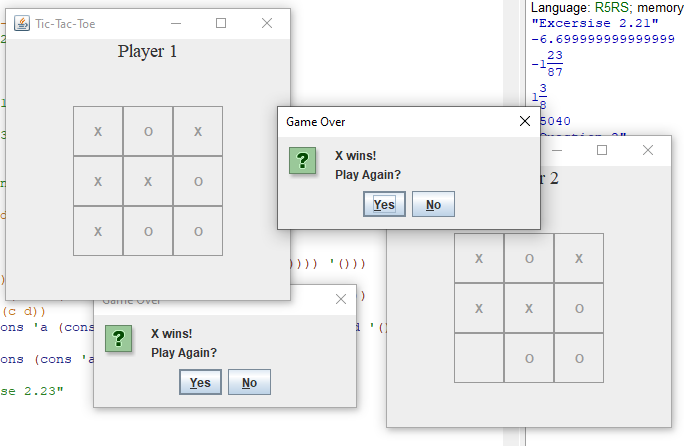 Tic-Tac-Toe
Player 1
X O X
X X O
X O O
Game Over
X wins!
Play Again?
Yes No
Language: R5RS; memory
"Excersise 2.21"
-6.699999999999999
-1 23/87
1 3/8
5040
r 2
X O X
X X O
O O
Game Over
X wins!
Play Again?
Yes No
)))) '()))
(c d))
ons 'a (cons
d '()
ons (cons 'a
se 2.23"